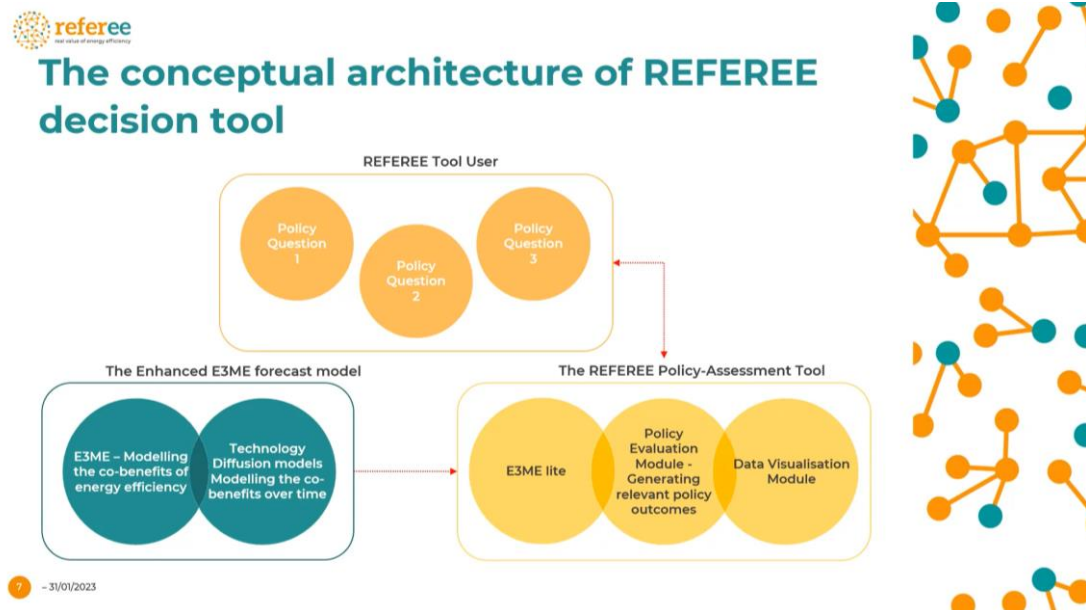 referee
real value of energy efficiency
The conceptual architecture of REFEREE
decision tool
REFEREE Tool User
Policy
Question
1
Policy
Question
2
Policy
Question
3
The Enhanced E3ME forecast model
E3ME – Modelling
the co-benefits of
energy efficiency
Technology
Diffusion models
Modelling the co-
benefits over time
The REFEREE Policy-Assessment Tool
E3ME lite
Policy
Evaluation
Module -
Generating
relevant policy
outcomes
Data Visualisation
Module
7
– 31/01/2023